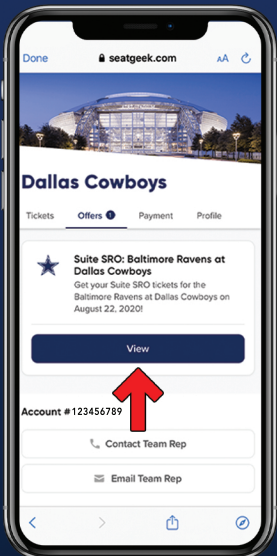 Done
seatgeek.com
AA
Dallas Cowboys
Tickets
Offers 1
Payment
Profile
Suite SRO: Baltimore Ravens at
Dallas Cowboys
Get your Suite SRO tickets for the
Baltimore Ravens at Dallas Cowboys on
August 22, 2020!
View
Account #123456789
Contact Team Rep
Email Team Rep